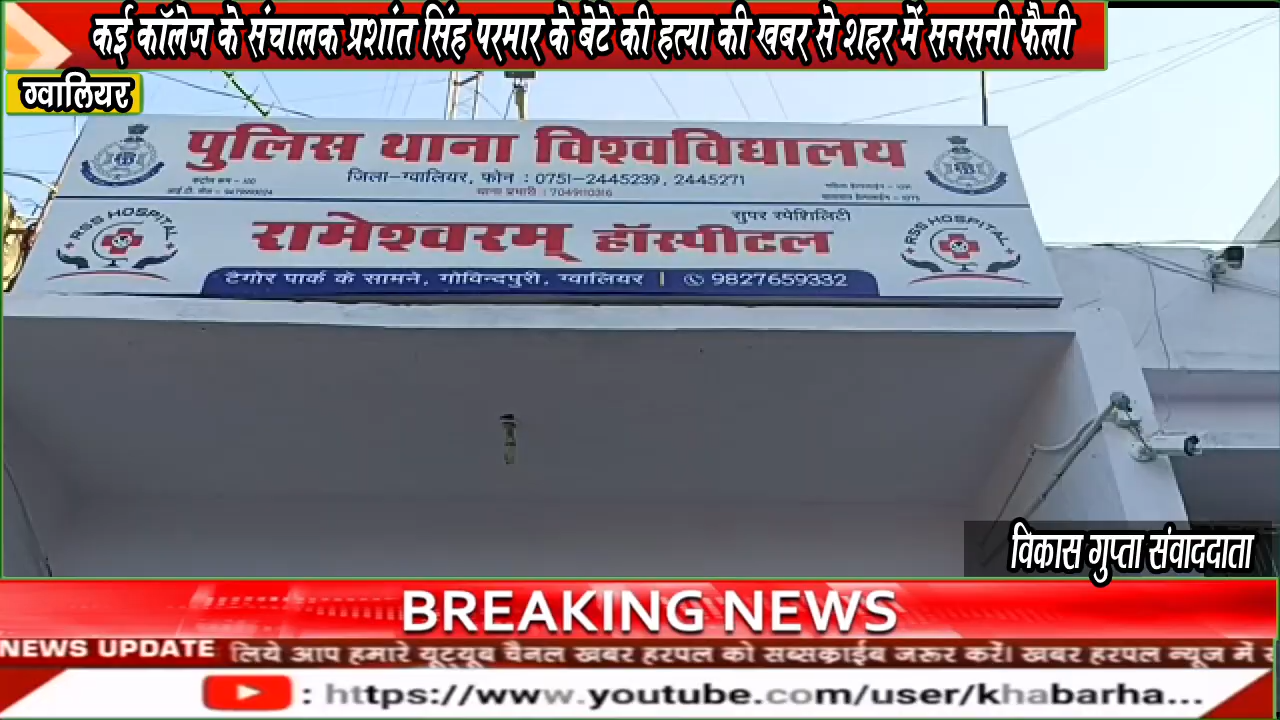 कई कॉलेज के संचालक प्रशांत सिंह परमार के बेटे की हत्या की खबर से शहर में सनसनी फैली
ग्वालियर
पुलिस थाना विश्वविद्यालय
जिला-ग्वालियर, फोन : 0751-2445239, 2445271
थाना प्रभारी : 7049110316
सुपर स्पेशिलिटी
RSS HOSPITAL
रामेश्वरम् हॉस्पीटल
RSS HOSPITAL
टेगोर पार्क के सामने, गोविन्दपुरी, ग्वालियर | 9827659332
विकास गुप्ता संवाददाता
BREAKING NEWS
NEWS UPDATE लिये आप हमारे यूट्यूब चैनल खबर हरपल को सब्सक्राईब जरूर करें। खबर हरपल न्यूज में
: https://www.youtube.com/user/khabarha...